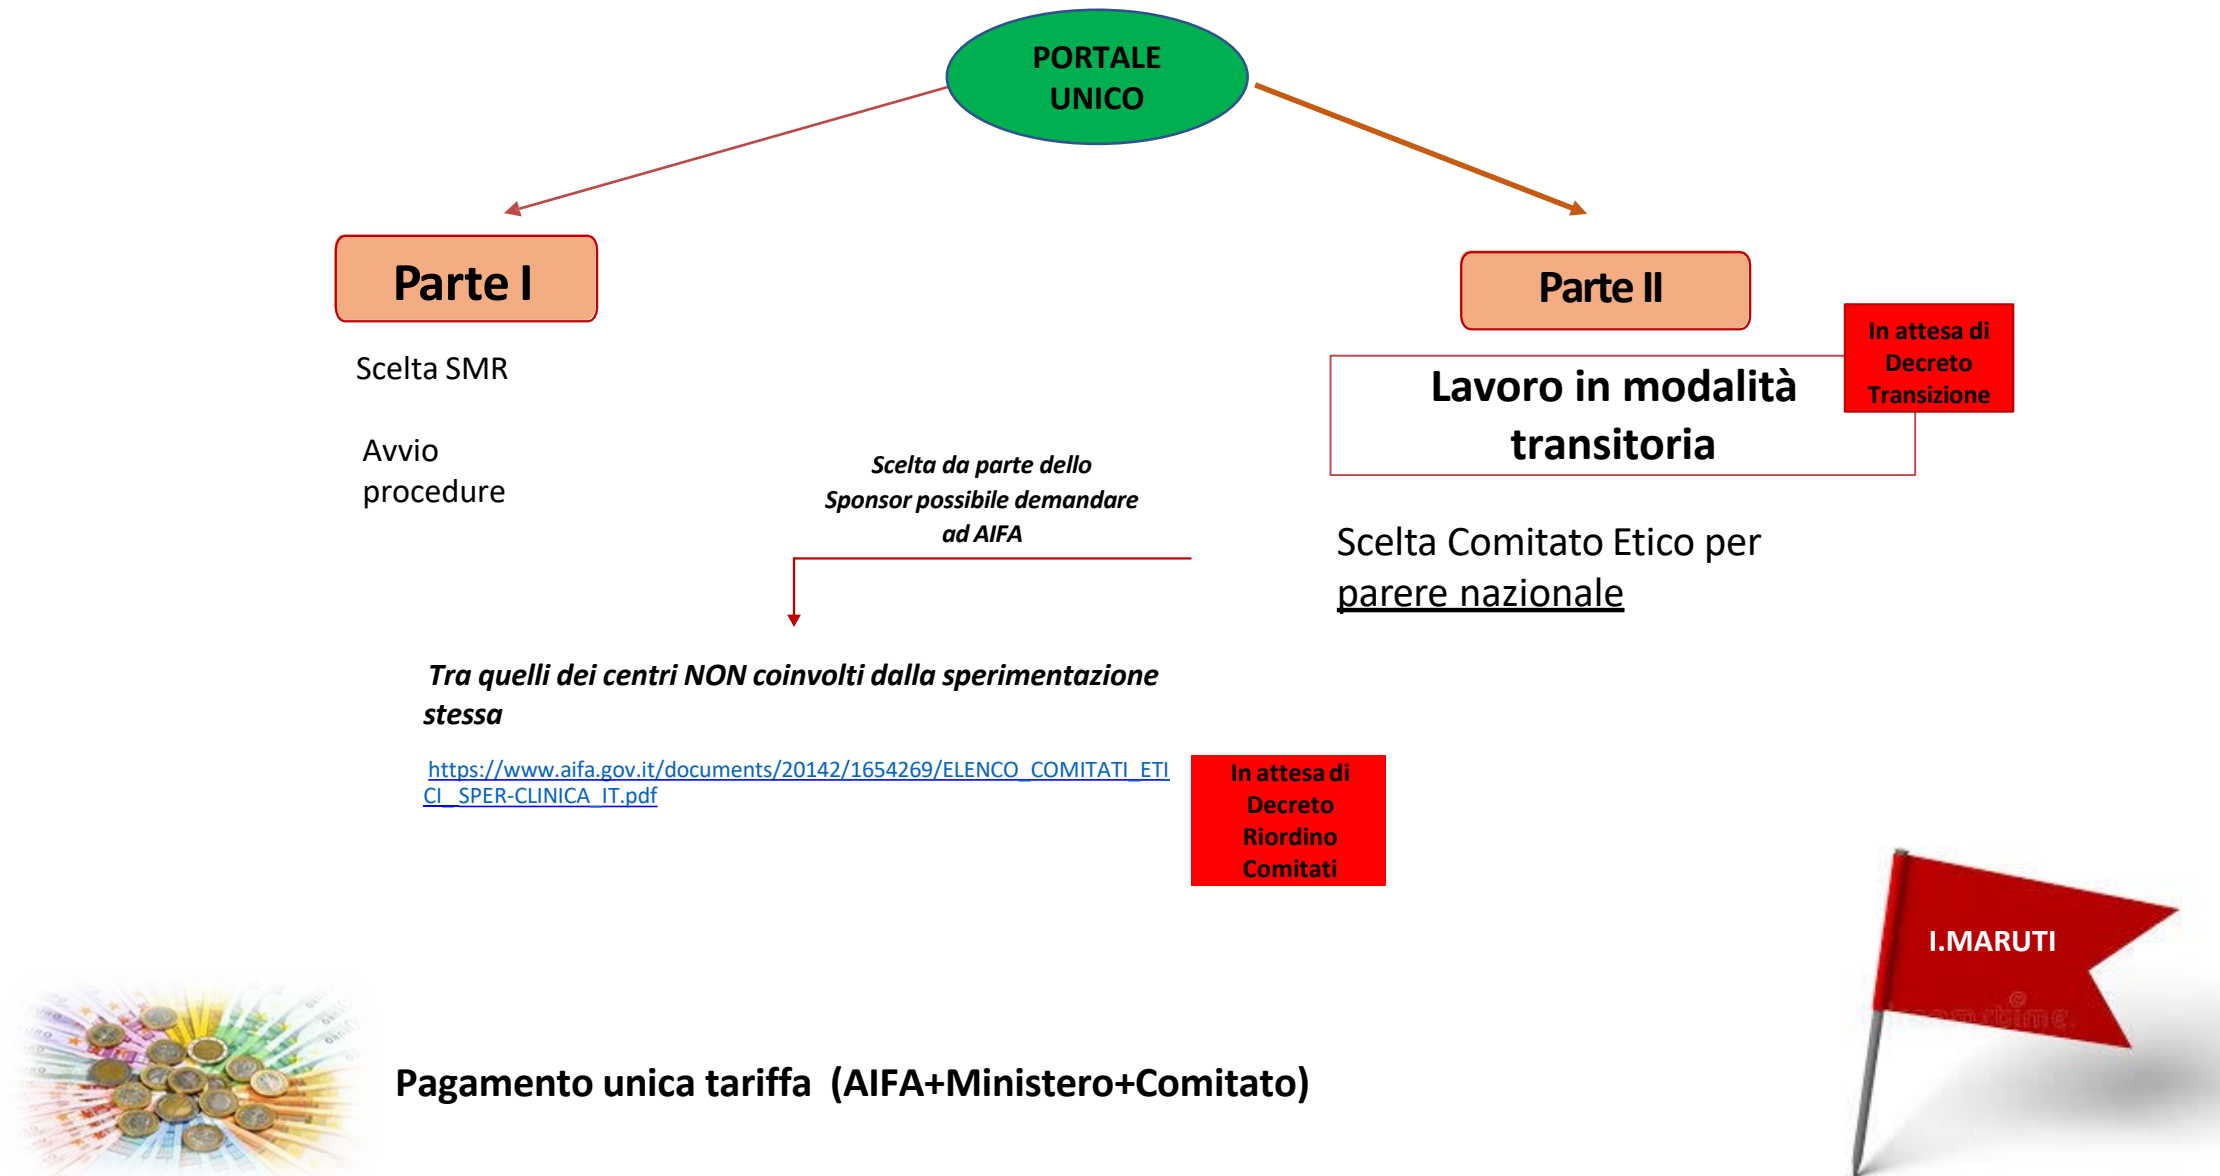 PORTALE
UNICO
Parte I
Scelta SMR
Avvio
procedure
Parte II
In attesa di
Decreto
Transizione
Lavoro in modalità
transitoria
Scelta da parte dello
Sponsor possibile demandare
ad AIFA
Scelta Comitato Etico per
parere nazionale
Tra quelli dei centri NON coinvolti dalla sperimentazione
stessa
https://www.aifa.gov.it/documents/20142/1654269/ELENCO_COMITATI_ETI
CI_SPER-CLINICA_IT.pdf
In attesa di
Decreto
Riordino
Comitati
I.MARUTI
Pagamento unica tariffa (AIFA+Ministero+Comitato)